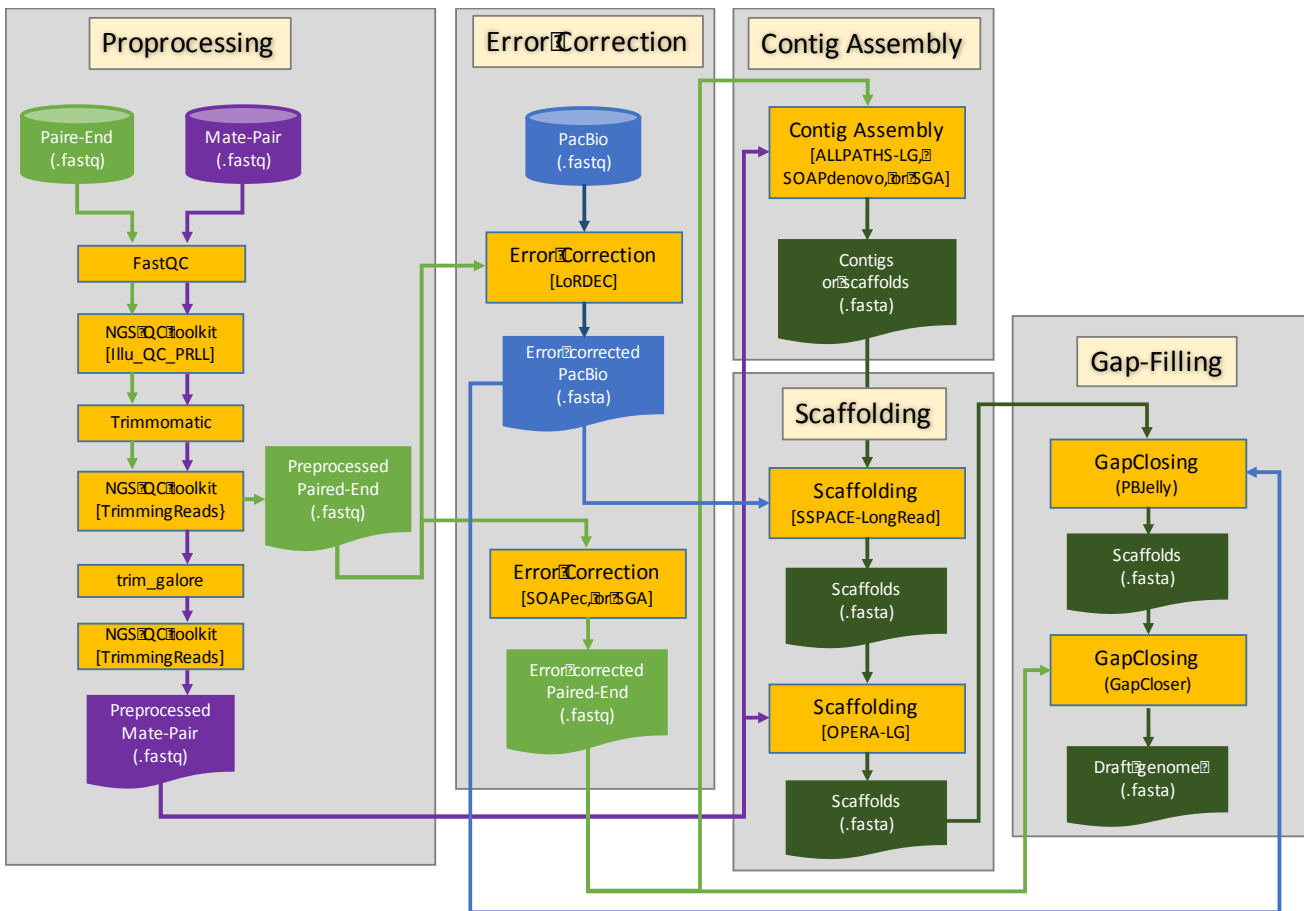 Proprocessing
Paire-End
(.fastq)
Mate-Pair
(.fastq)
FastQC
NGS QC toolkit
[Illu_QC_PRLL]
Trimmomatic
NGS QC toolkit
[TrimmingReads}
trim_galore
NGS QC toolkit
[TrimmingReads]
Preprocessed
Mate-Pair
(.fastq)
Preprocessed
Paired-End
(.fastq)
Error Correction
PacBio
(.fastq)
Error Correction
[LoRDEC]
Error corrected
PacBio
(.fasta)
Error Correction
[SOAPec, or SGA]
Error corrected
Paired-End
(.fastq)
Contig Assembly
Contig Assembly
[ALLPATHS-LG,
SOAPdenovo, or SGA]
Contigs
or scaffolds
(.fasta)
Scaffolding
Scaffolding
[SSPACE-LongRead]
Scaffolds
(.fasta)
Scaffolding
[OPERA-LG]
Scaffolds
(.fasta)
Gap-Filling
GapClosing
(PBJelly)
Scaffolds
(.fasta)
GapClosing
(GapCloser)
Draft genome
(.fasta)